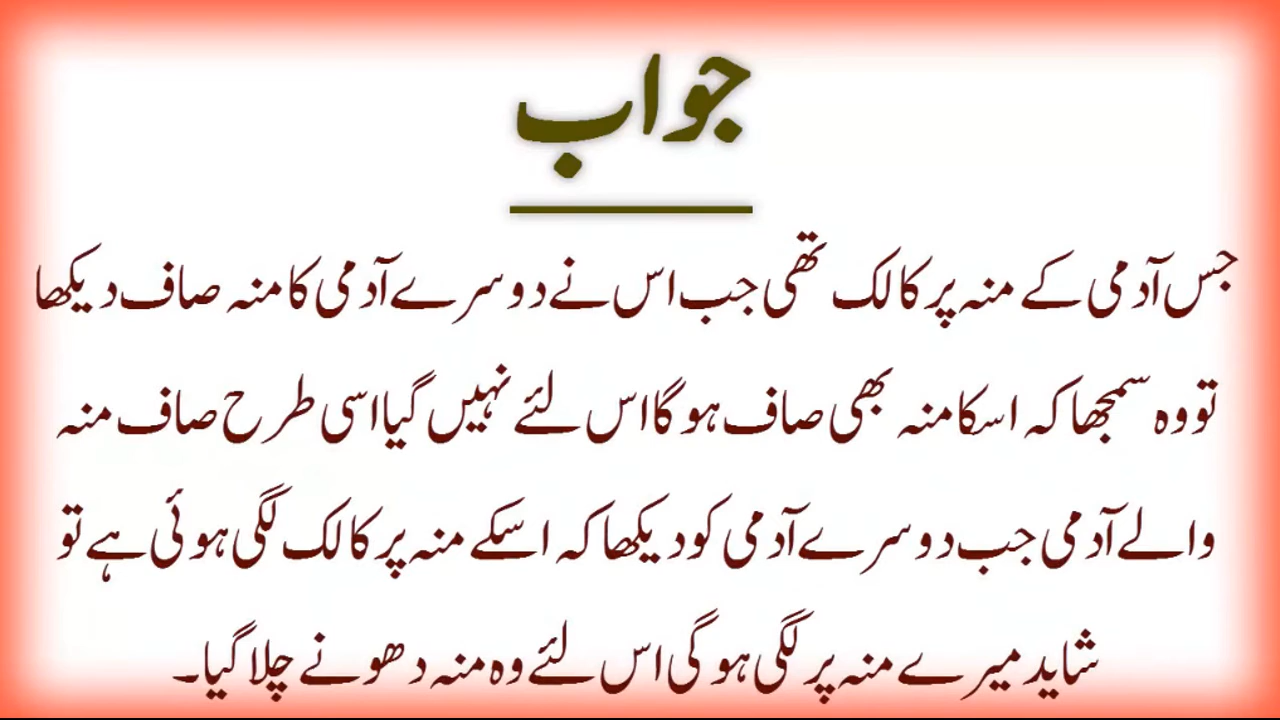 جواب
جس آدمی کے منہ پر کالک تھی جب اس نے دوسرے آدمی کا منہ صاف دیکھا
تو وہ سمجھا کہ اسکا منہ بھی صاف ہوگا اس لئے نہیں گیا اسی طرح صاف منہ
والے آدمی جب دوسرے آدمی کو دیکھا کہ اسکے منہ پر کالک لگی ہوئی ہے تو
شاید میرے منہ پر لگی ہوگی اس لئے وہ منہ دھونے چلا گیا۔